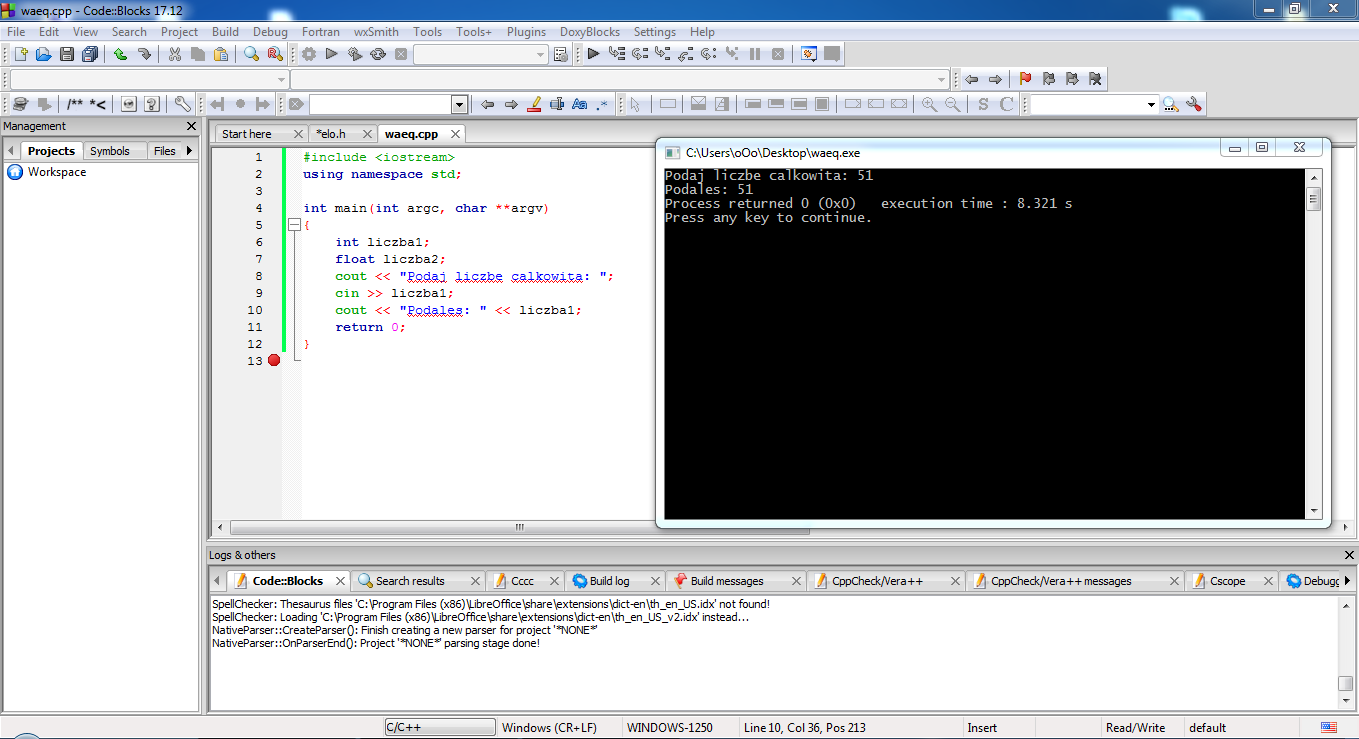 waeq.cpp - Code::Blocks 17.12
File Edit View Search Project Build Debug Fortran wxSmith Tools Tools+ Plugins DoxyBlocks Settings Help
/** *<
Aa .*
S C
Management
Projects Symbols Files
Workspace
Start here *elo.h waeq.cpp
1 #include <iostream>
2 using namespace std;
3
4 int main(int argc, char **argv)
5 {
6 int liczba1;
7 float liczba2;
8 cout << "Podaj liczbe calkowita: ";
9 cin >> liczba1;
10 cout << "Podales: " << liczba1;
11 return 0;
12 }
13
C:\Users\oOo\Desktop\waeq.exe
Podaj liczbe calkowita: 51
Podales: 51
Process returned 0 (0x0)   execution time : 8.321 s
Press any key to continue.
Logs & others
Code::Blocks Search results Cccc Build log Build messages CppCheck/Vera++ CppCheck/Vera++ messages Cscope Debugg
SpellChecker: Thesaurus files 'C:\Program Files (x86)\LibreOffice\share\extensions\dict-en\th_en_US.idx' not found!
SpellChecker: Loading 'C:\Program Files (x86)\LibreOffice\share\extensions\dict-en\th_en_US_v2.idx' instead...
NativeParser::CreateParser(): Finish creating a new parser for project '*NONE*'
NativeParser::OnParserEnd(): Project '*NONE*' parsing stage done!
C/C++ Windows (CR+LF) WINDOWS-1250 Line 10, Col 36, Pos 213 Insert Read/Write default